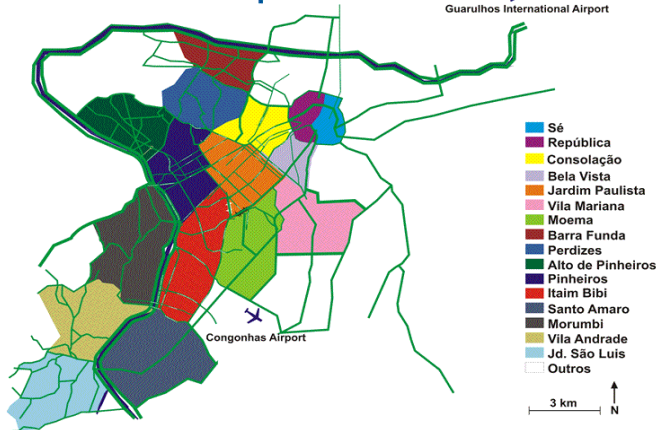 Guarulhos International Airport
Sé
República
Consolação
Bela Vista
Jardim Paulista
Vila Mariana
Moema
Barra Funda
Perdizes
Alto de Pinheiros
Pinheiros
Itaim Bibi
Santo Amaro
Morumbi
Vila Andrade
Jd. São Luis
Outros
Congonhas Airport
3 km
N